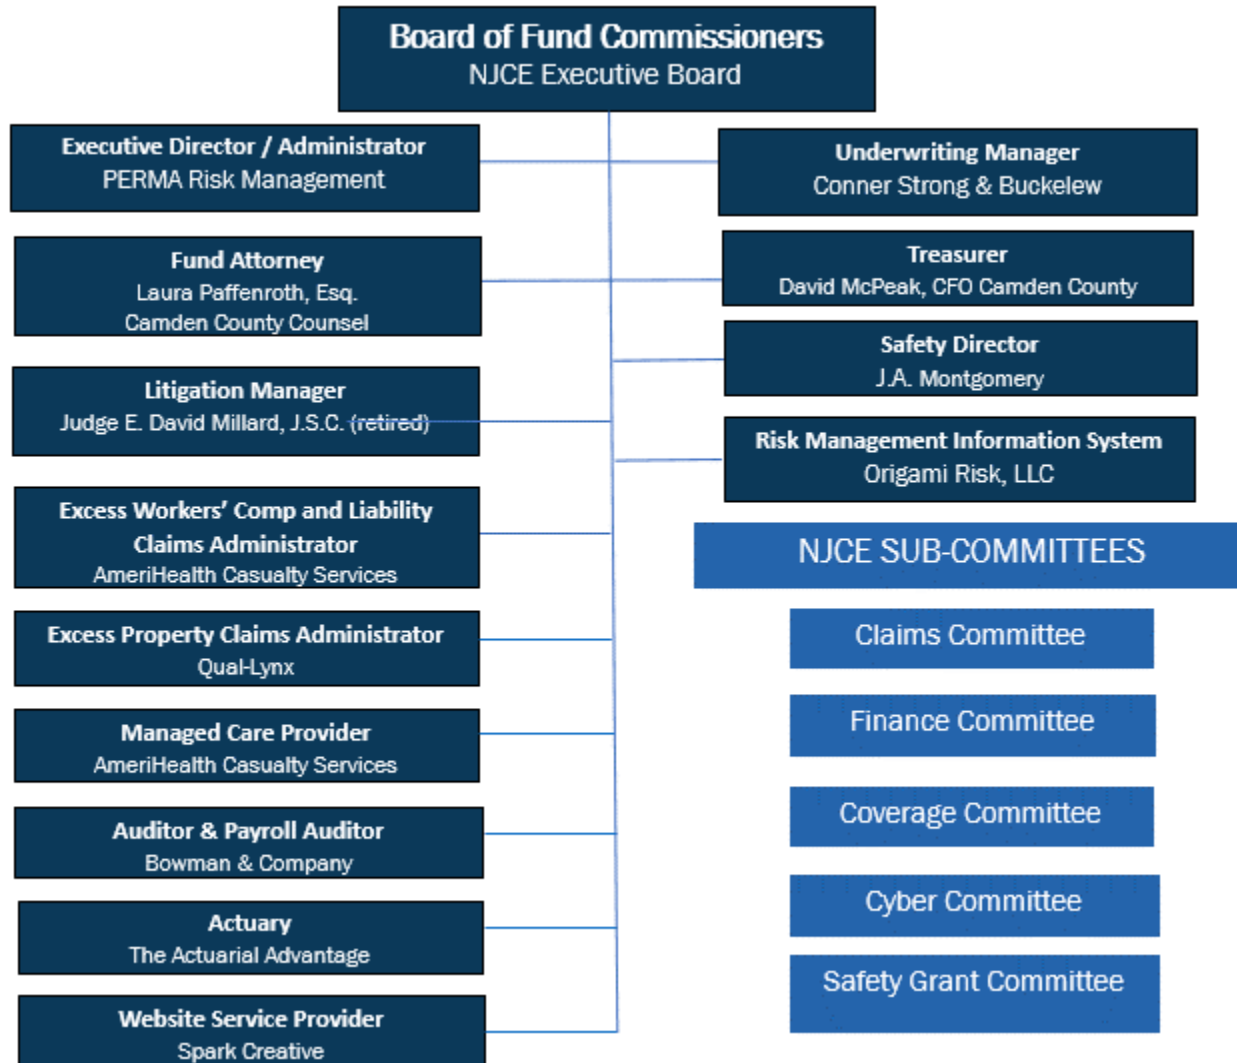 Board of Fund Commissioners
NJCE Executive Board
Executive Director / Administrator
PERMA Risk Management
Underwriting Manager
Conner Strong & Buckelew
Fund Attorney
Laura Paffenroth, Esq.
Camden County Counsel
Treasurer
David McPeak, CFO Camden County
Safety Director
J.A. Montgomery
Litigation Manager
Judge E. David Millard, J.S.C. (retired)
Risk Management Information System
Origami Risk, LLC
Excess Workers’ Comp and Liability
Claims Administrator
AmeriHealth Casualty Services
Excess Property Claims Administrator
Qual-Lynx
Managed Care Provider
AmeriHealth Casualty Services
Auditor & Payroll Auditor
Bowman & Company
Actuary
The Actuarial Advantage
Website Service Provider
Spark Creative
NJCE SUB-COMMITTEES
Claims Committee
Finance Committee
Coverage Committee
Cyber Committee
Safety Grant Committee